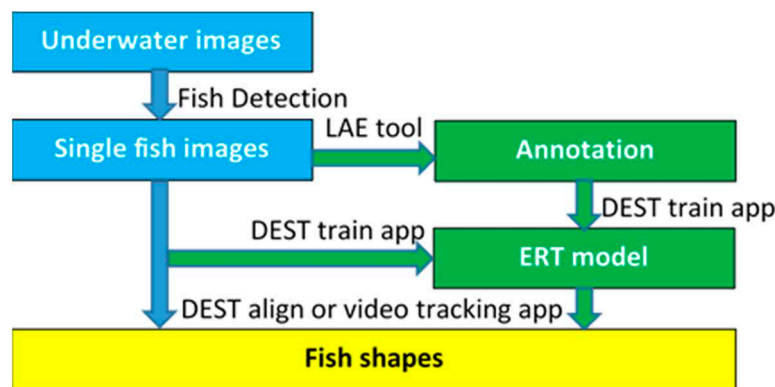 Underwater images
Fish Detection
LAE tool
Single fish images
Annotation
DEST train app
DEST train app
ERT model
DEST align or video tracking app
Fish shapes